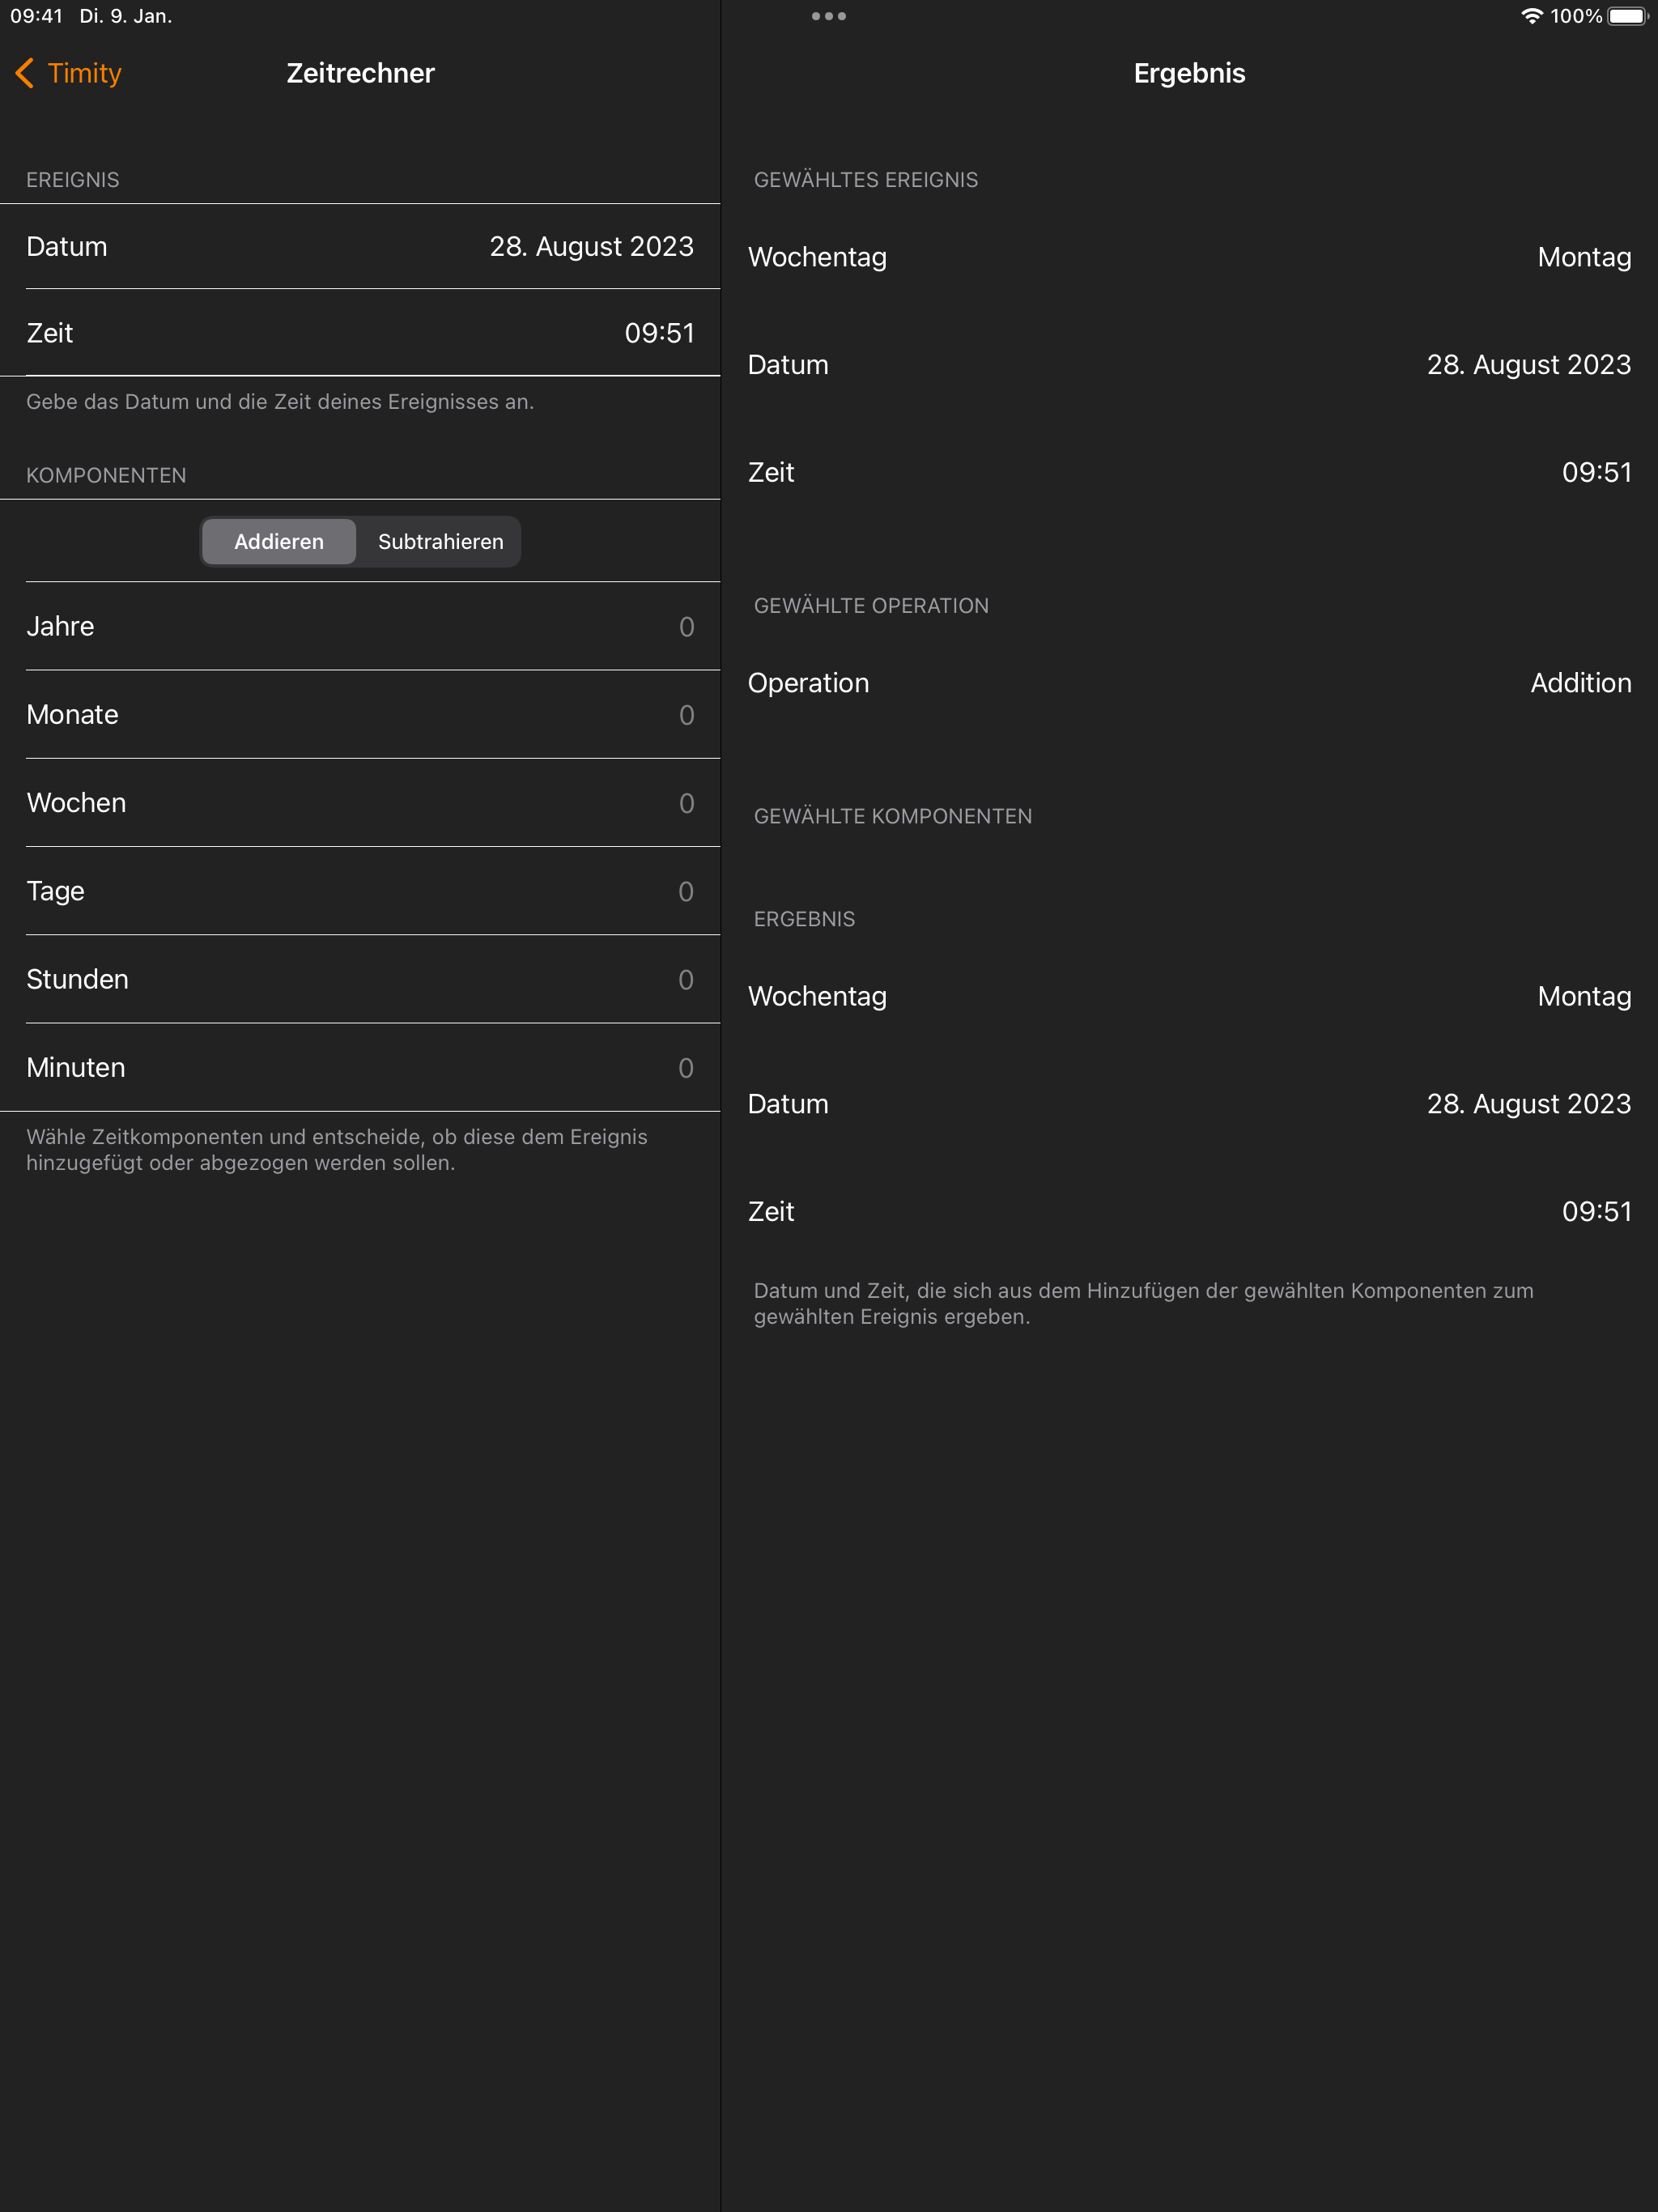 09:41 Di. 9. Jan.
100%
Timity
Zeitrechner
EREIGNIS
Datum 28. August 2023
Zeit 09:51
Gebe das Datum und die Zeit deines Ereignisses an.
KOMPONENTEN
Addieren Subtrahieren
Jahre 0
Monate 0
Wochen 0
Tage 0
Stunden 0
Minuten 0
Wähle Zeitkomponenten und entscheide, ob diese dem Ereignis
hinzugefügt oder abgezogen werden sollen.
Ergebnis
GEWÄHLTES EREIGNIS
Wochentag Montag
Datum 28. August 2023
Zeit 09:51
GEWÄHLTE OPERATION
Operation Addition
GEWÄHLTE KOMPONENTEN
ERGEBNIS
Wochentag Montag
Datum 28. August 2023
Zeit 09:51
Datum und Zeit, die sich aus dem Hinzufügen der gewählten Komponenten zum
gewählten Ereignis ergeben.